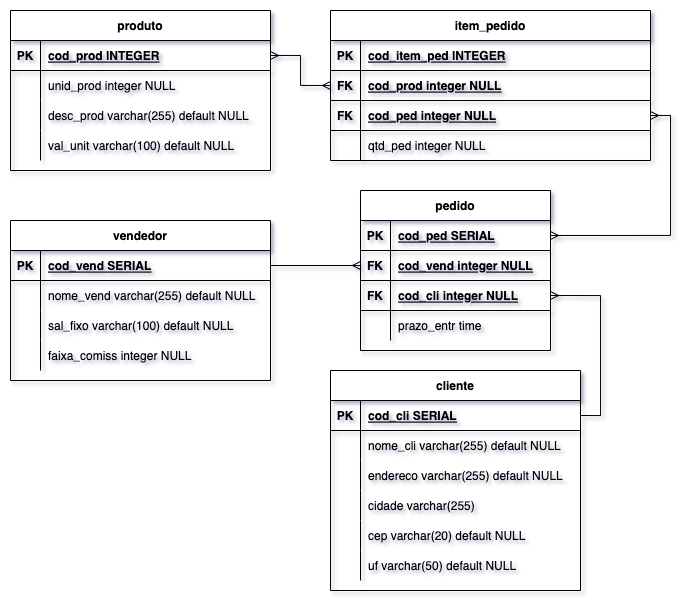 produto
PK cod_prod INTEGER
unid_prod integer NULL
desc_prod varchar(255) default NULL
val_unit varchar(100) default NULL
item_pedido
PK cod_item_ped INTEGER
FK cod_prod integer NULL
FK cod_ped integer NULL
qtd_ped integer NULL
vendedor
PK cod_vend SERIAL
nome_vend varchar(255) default NULL
sal_fixo varchar(100) default NULL
faixa_comiss integer NULL
pedido
PK cod_ped SERIAL
FK cod_vend integer NULL
FK cod_cli integer NULL
prazo_entr time
cliente
PK cod_cli SERIAL
nome_cli varchar(255) default NULL
endereco varchar(255) default NULL
cidade varchar(255)
cep varchar(20) default NULL
uf varchar(50) default NULL